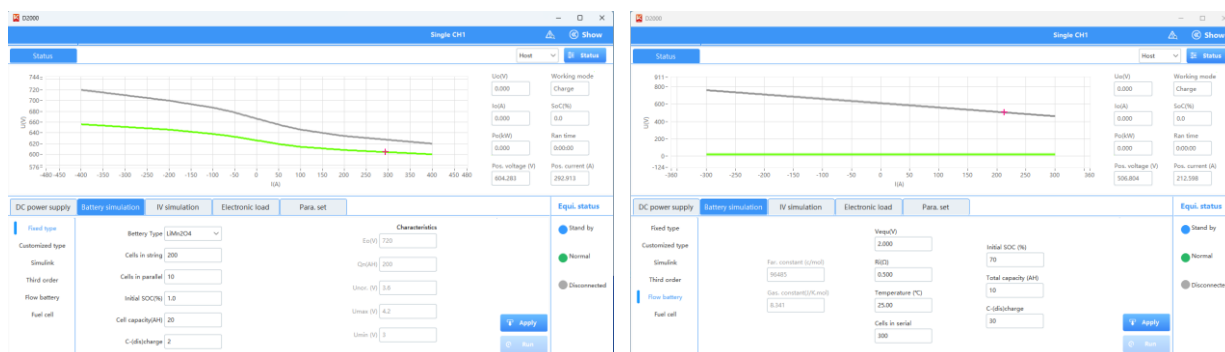 D2000
Single CH1
Show
Status
Host
Status
U(V)
744
720
700
680
660
640
620
600
576
-480 -450 -400 -350 -300 -250 -200 -150 -100 -50 0 50 100 150 200 250 300 350 400 450 480
I(A)
Uo(V)
Working mode
0.000
Charge
Io(A)
SoC(%)
0.000
0.0
Po(kW)
Ran time
0.000
0:00:00
Pos. voltage (V)
Pos. current (A)
604.283
292.913
DC power supply
Battery simulation
IV simulation
Electronic load
Para. set
Equi. status
Fixed type
Customized type
Simulink
Third order
Flow battery
Fuel cell
Battery Type LiMn2O4
Cells in string 200
Cells in parallel 10
Initial SOC(%) 1.0
Cell capacity(AH) 20
C-(dis)charge 2
Characteristics
Eo(V) 720
Qn(AH) 200
Unon (V) 3.8
Umax (V) 4.2
Umin (V) 3
Stand by
Normal
Disconnected
Apply
Run
D2000
Single CH1
Show
Status
Host
Status
U(V)
911
800
600
400
200
0
-124
-360 -300 -200 -100 0 100 200 300 360
I(A)
Uo(V)
Working mode
0.000
Charge
Io(A)
SoC(%)
0.000
0.0
Po(kW)
Ran time
0.000
0:00:00
Pos. voltage (V)
Pos. current (A)
506.804
212.598
DC power supply
Battery simulation
IV simulation
Electronic load
Para. set
Equi. status
Fixed type
Customized type
Simulink
Third order
Flow battery
Fuel cell
Far. constant (c/mol)
96485
Gas. constant(J/K.mol)
8.341
Vequ(V)
2.000
Ri(Ω)
0.500
Temperature (℃)
25.00
Cells in serial
300
Initial SOC (%)
70
Total capacity (AH)
10
C-(dis)charge
30
Stand by
Normal
Disconnecte
Apply
Run